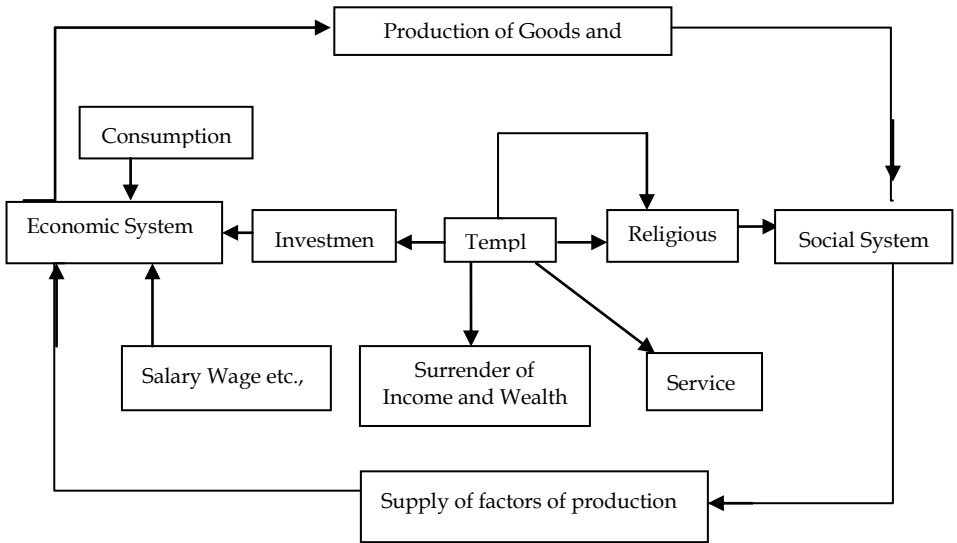 Production of Goods and
Consumption
Economic System
Investmen
Templ
Religious
Social System
Salary Wage etc.,
Surrender of
Income and Wealth
Service
Supply of factors of production